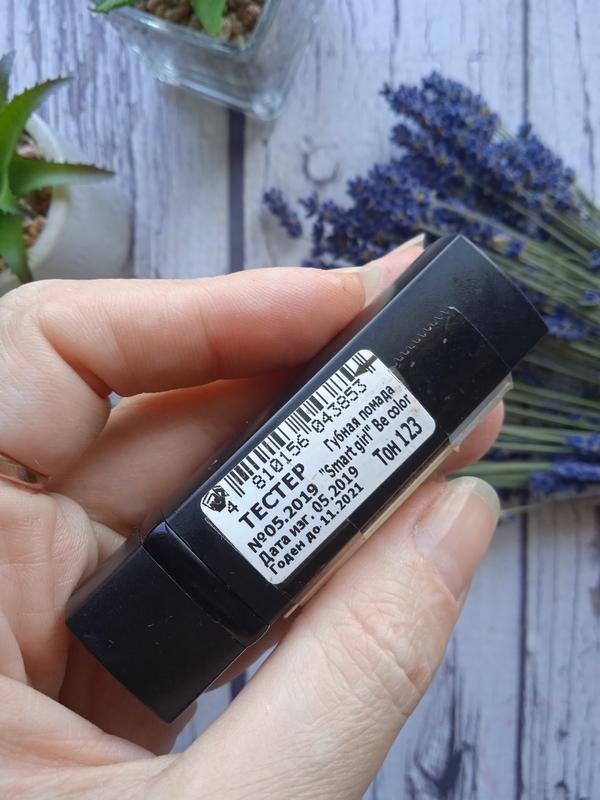 4 810156 043853
ТЕСТЕР Губная помада
№05.2019 "Smart girl" Be color
Дата изг. 05.2019 Тон 123
Годен до 11.2021